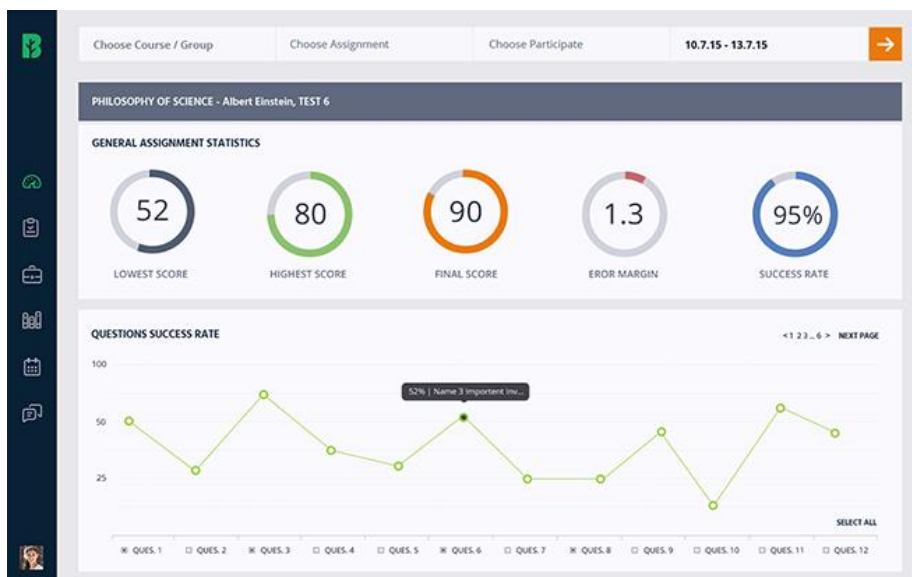 Choose Course / Group Choose Assignment Choose Participate 10.7.15 - 13.7.15
PHILOSOPHY OF SCIENCE - Albert Einstein, TEST 6
GENERAL ASSIGNMENT STATISTICS
52 80 90 1.3 95%
LOWEST SCORE HIGHEST SCORE FINAL SCORE EROR MARGIN SUCCESS RATE
QUESTIONS SUCCESS RATE <1 2 3 ... 6 > NEXT PAGE
100
52% | Name 3 importent inv...
50
25
SELECT ALL
QUES. 1 QUES. 2 QUES. 3 QUES. 4 QUES. 5 QUES. 6 QUES. 7 QUES. 8 QUES. 9 QUES. 10 QUES. 11 QUES. 12